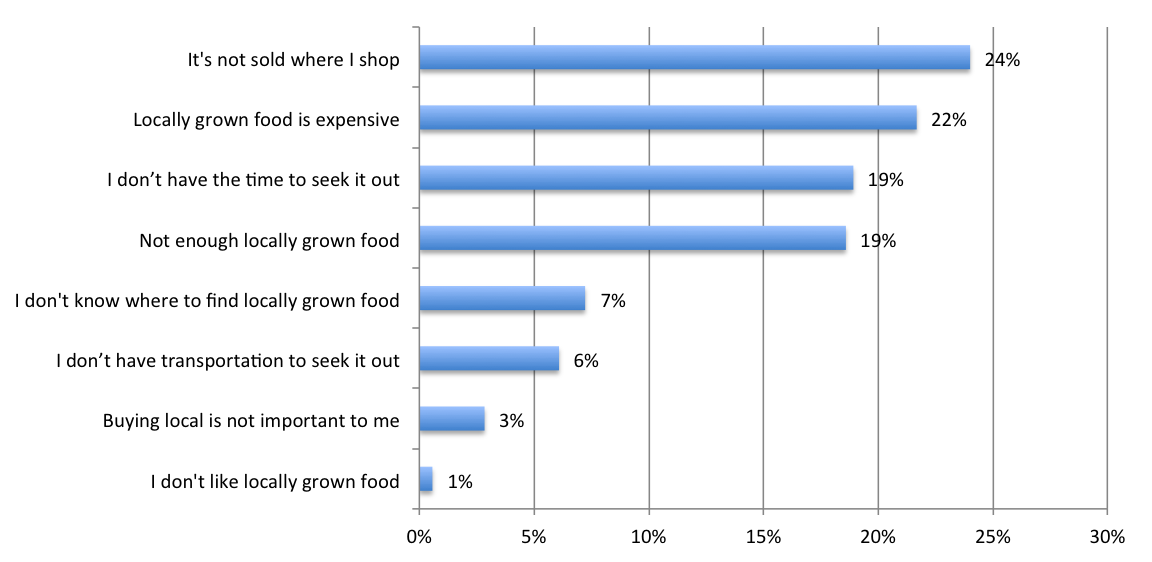 It's not sold where I shop 24%
Locally grown food is expensive 22%
I don’t have the time to seek it out 19%
Not enough locally grown food 19%
I don't know where to find locally grown food 7%
I don’t have transportation to seek it out 6%
Buying local is not important to me 3%
I don't like locally grown food 1%
0% 5% 10% 15% 20% 25% 30%